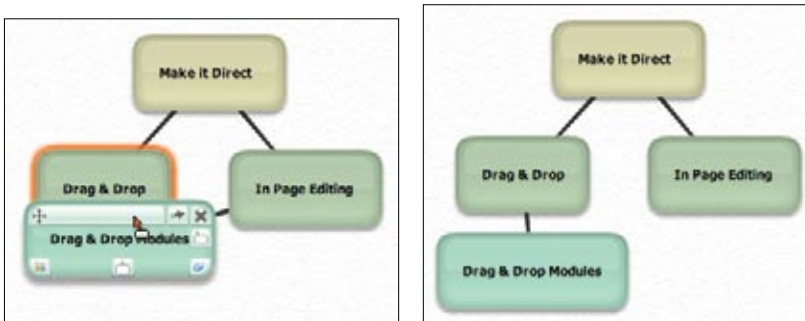 Make it Direct
Drag & Drop
In Page Editing
Drag & Drop Modules
Make it Direct
Drag & Drop
In Page Editing
Drag & Drop Modules